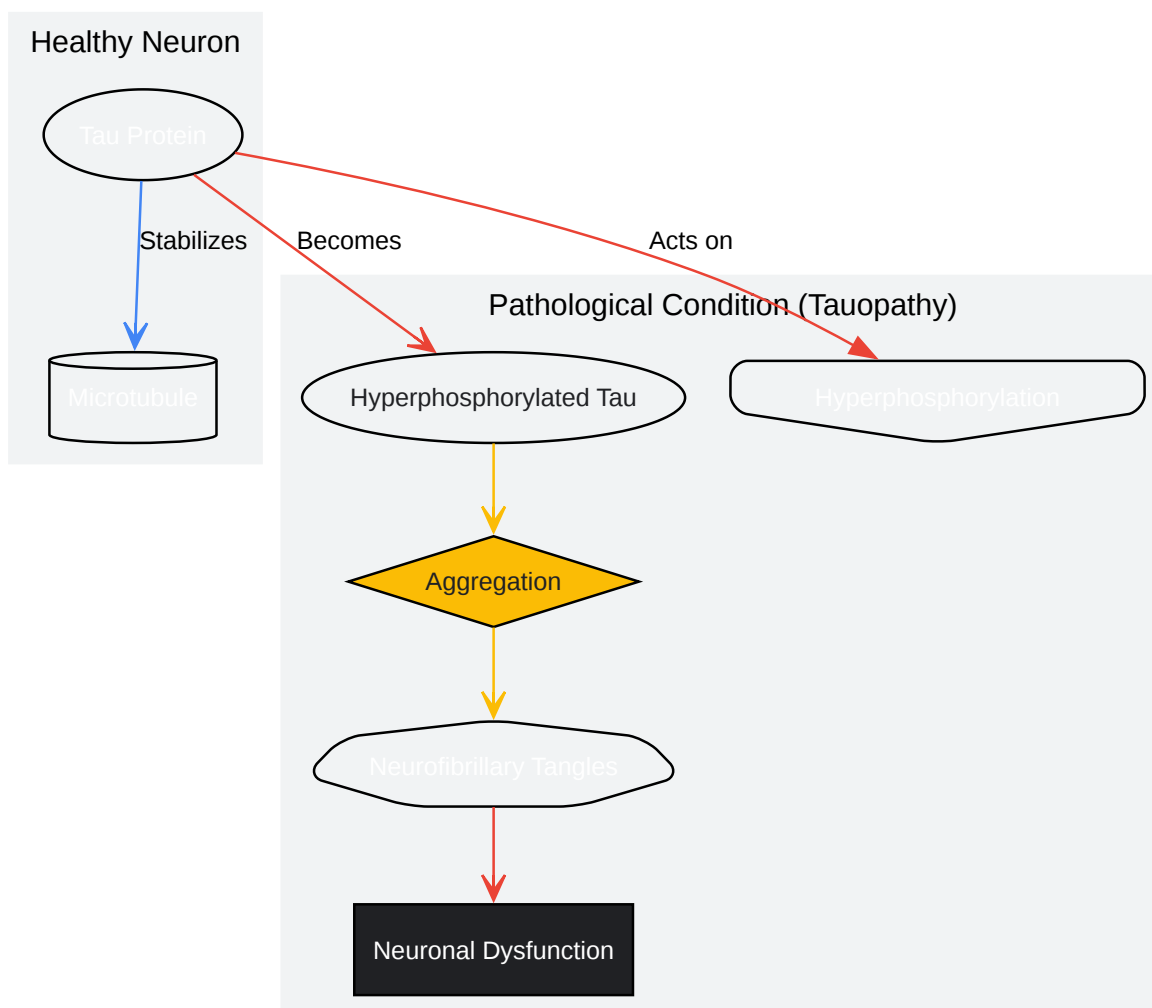 Healthy Neuron
Tau Protein
Stabilizes
Becomes
Acts on
Pathological Condition (Tauopathy)
Microtubule
Hyperphosphorylated Tau
Hyperphosphorylation
Aggregation
Neurofibrillary Tangles
Neuronal Dysfunction